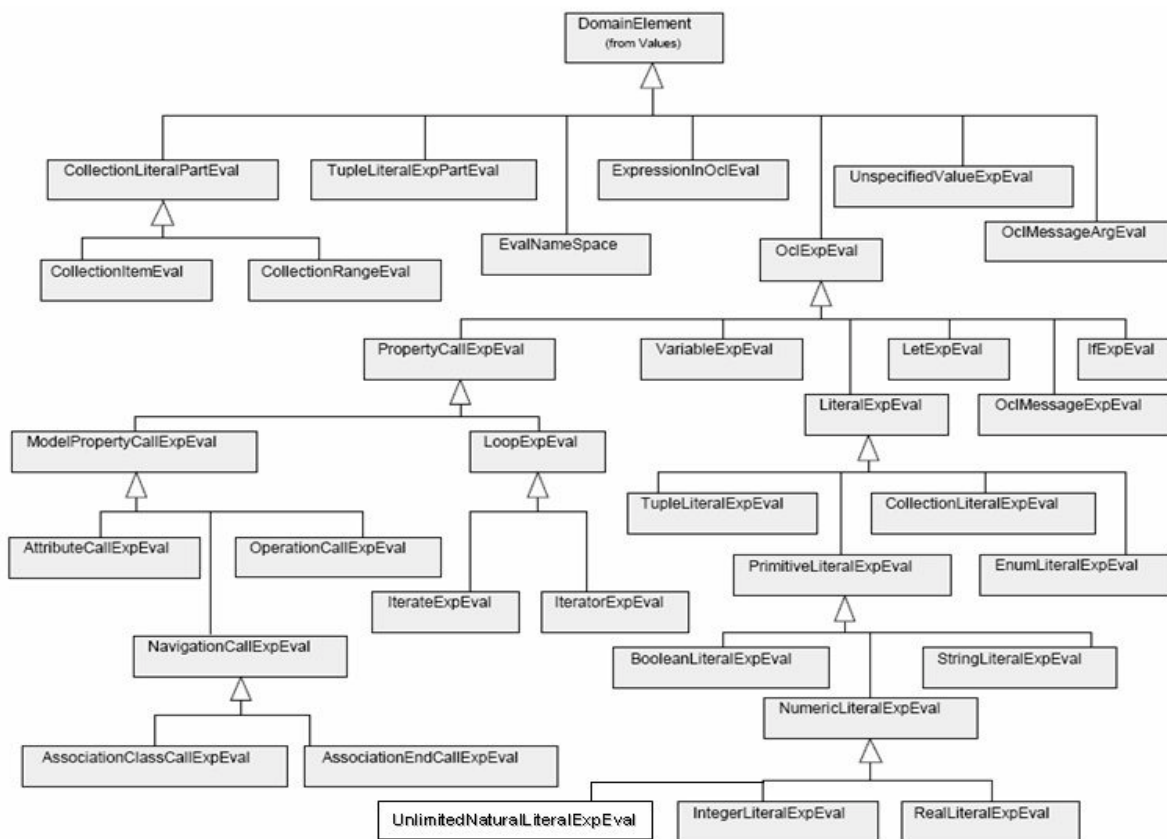 DomainElement
(from Values)
CollectionLiteralPartEval
TupleLiteralExpPartEval
ExpressionInOclEval
UnspecifiedValueExpEval
EvalNameSpace
OclExpEval
OclMessageArgEval
CollectionItemEval
CollectionRangeEval
PropertyCallExpEval
VariableExpEval
LetExpEval
IfExpEval
LiteralExpEval
OclMessageExpEval
ModelPropertyCallExpEval
LoopExpEval
TupleLiteralExpEval
CollectionLiteralExpEval
AttributeCallExpEval
OperationCallExpEval
PrimitiveLiteralExpEval
EnumLiteralExpEval
IterateExpEval
IteratorExpEval
NavigationCallExpEval
BooleanLiteralExpEval
StringLiteralExpEval
NumericLiteralExpEval
AssociationClassCallExpEval
AssociationEndCallExpEval
UnlimitedNaturalLiteralExpEval
IntegerLiteralExpEval
RealLiteralExpEval